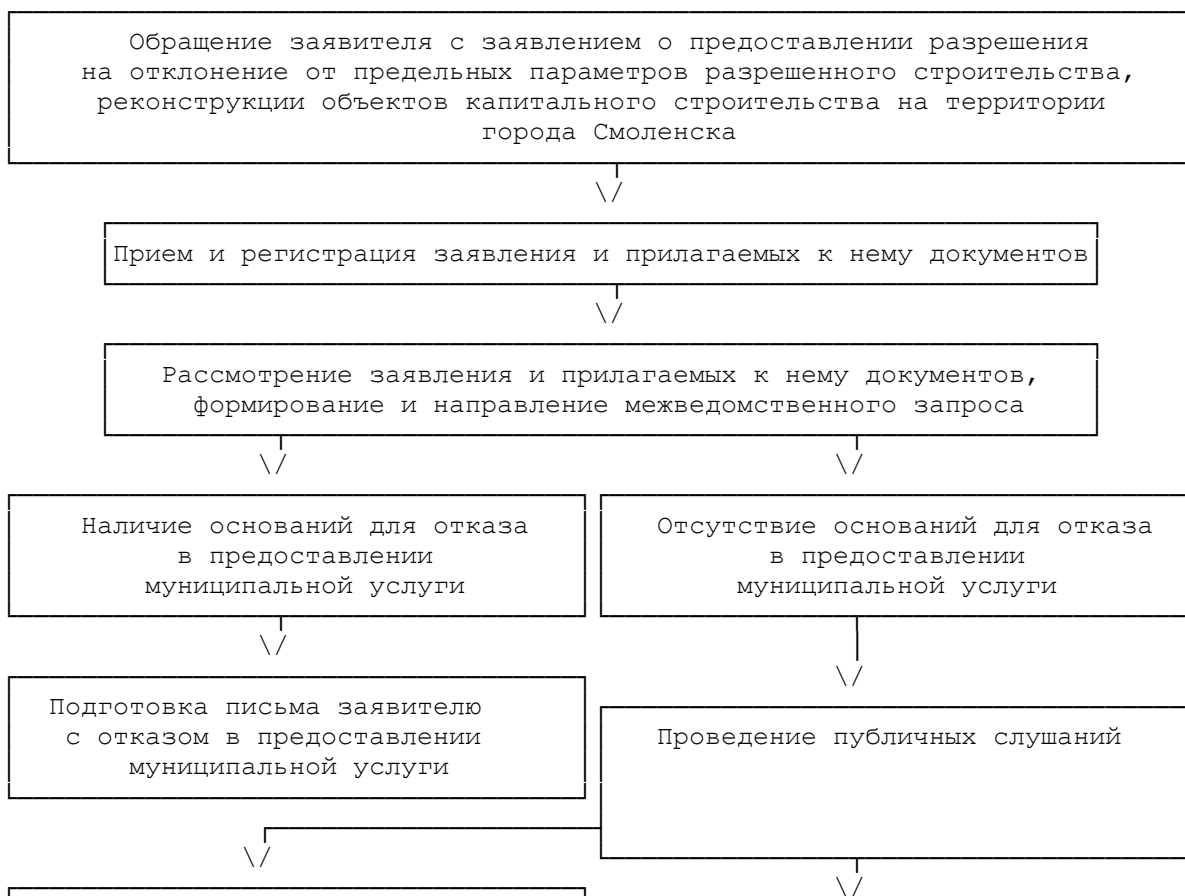 Обращение заявителя с заявлением о предоставлении разрешения
на отклонение от предельных параметров разрешенного строительства,
реконструкции объектов капитального строительства на территории
города Смоленска
Прием и регистрация заявления и прилагаемых к нему документов
Рассмотрение заявления и прилагаемых к нему документов,
формирование и направление межведомственного запроса
Наличие оснований для отказа
в предоставлении
муниципальной услуги
Отсутствие оснований для отказа
в предоставлении
муниципальной услуги
Подготовка письма заявителю
с отказом в предоставлении
муниципальной услуги
Проведение публичных слушаний